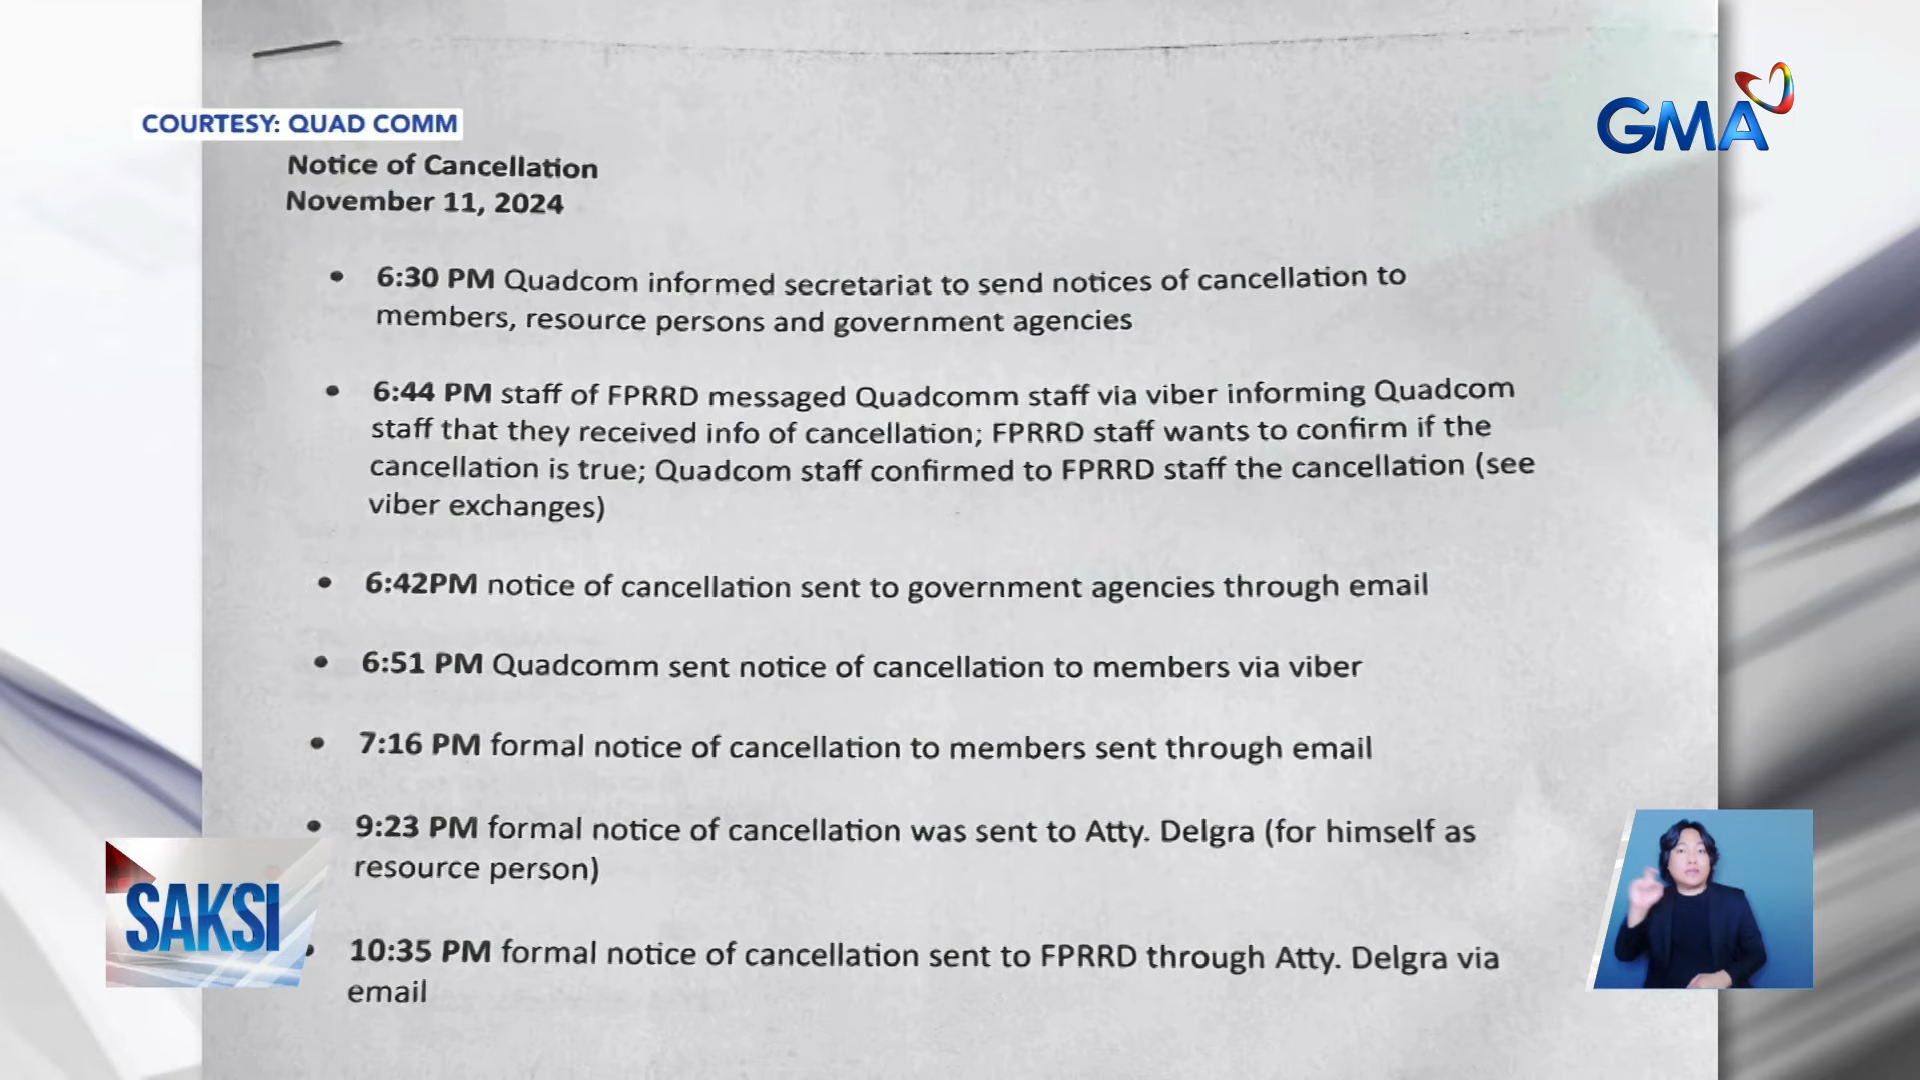 COURTESY: QUAD COMM
GMA
Notice of Cancellation
November 11, 2024
• 6:30 PM Quadcom informed secretariat to send notices of cancellation to
members, resource persons and government agencies
• 6:44 PM staff of FPRRD messaged Quadcomm staff via viber informing Quadcom
staff that they received info of cancellation; FPRRD staff wants to confirm if the
cancellation is true; Quadcom staff confirmed to FPRRD staff the cancellation (see
viber exchanges)
• 6:42PM notice of cancellation sent to government agencies through email
• 6:51 PM Quadcomm sent notice of cancellation to members via viber
• 7:16 PM formal notice of cancellation to members sent through email
• 9:23 PM formal notice of cancellation was sent to Atty. Delgra (for himself as
resource person)
• 10:35 PM formal notice of cancellation sent to FPRRD through Atty. Delgra via
email
SAKSI